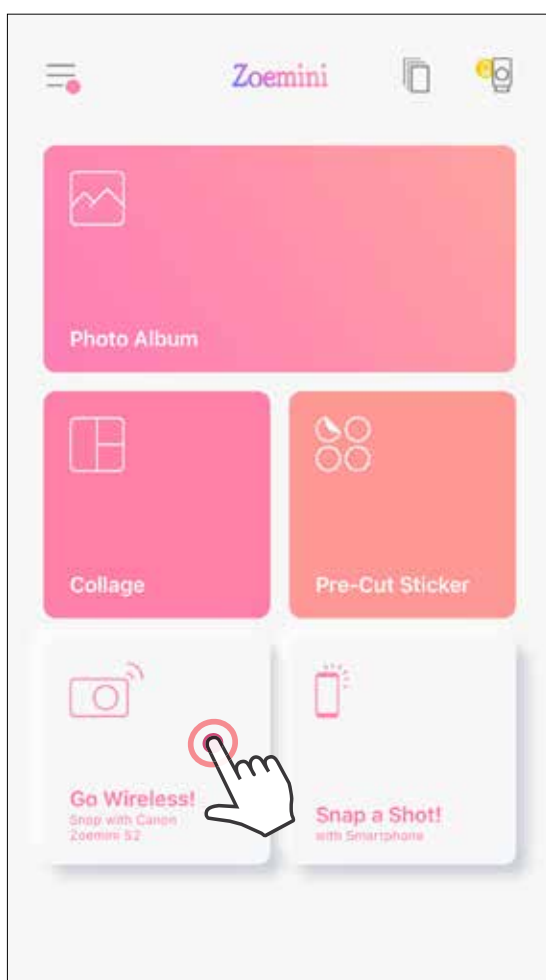 Zoemini
Photo Album
Collage
Pre-Cut Sticker
Go Wireless!
Snap with Canon
Zoemini S2
Snap a Shot!
with Smartphone